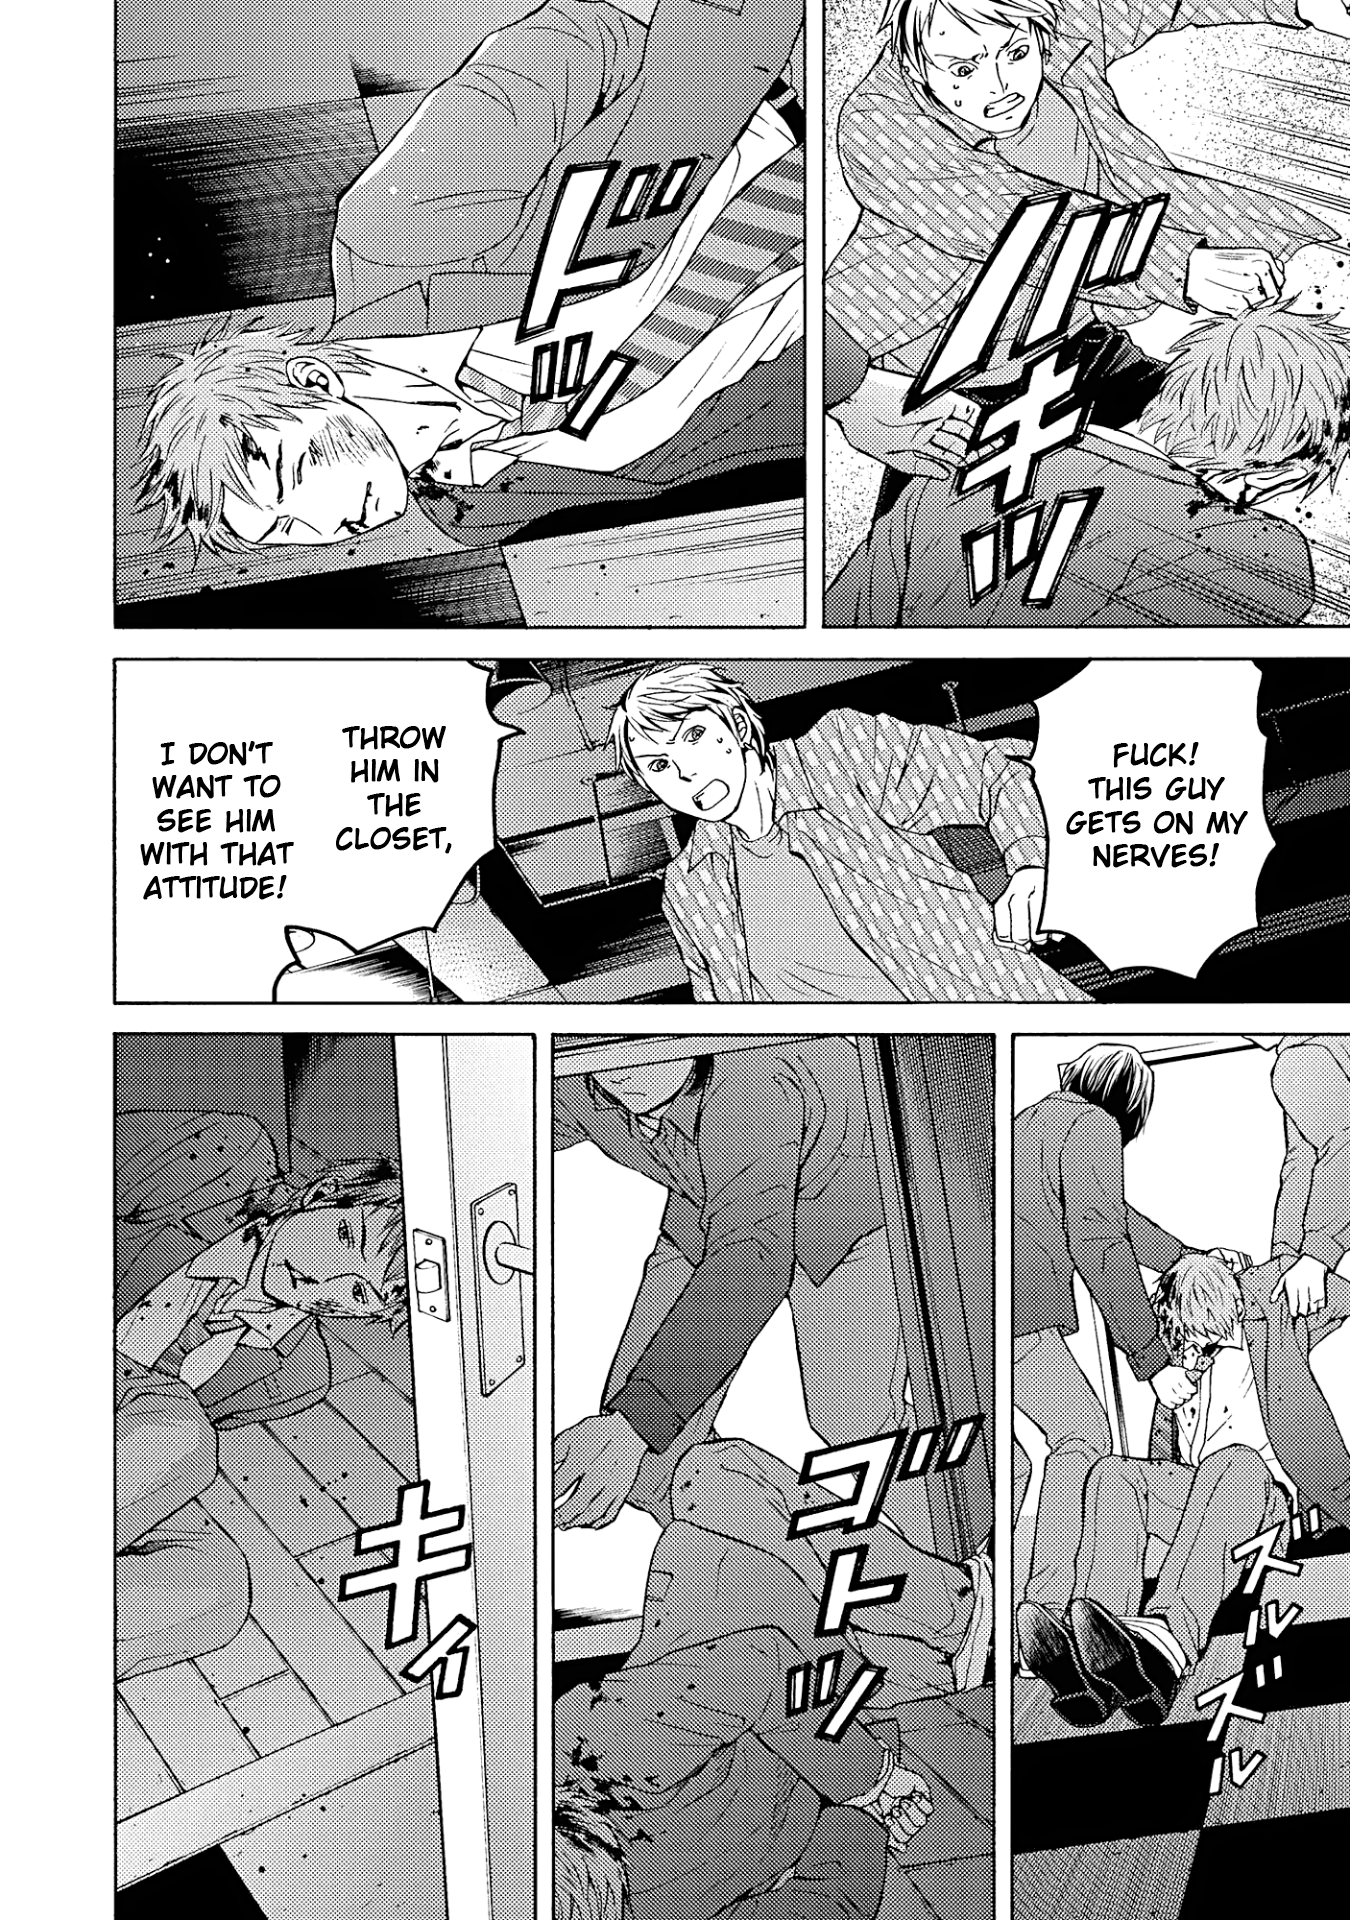 バキッ
ドッ
FUCK!
THIS GUY
GETS ON MY
NERVES!
THROW
HIM IN
THE
CLOSET,
I DON'T
WANT TO
SEE HIM
WITH THAT
ATTITUDE!
ズルズル
ゴトッ
キィ